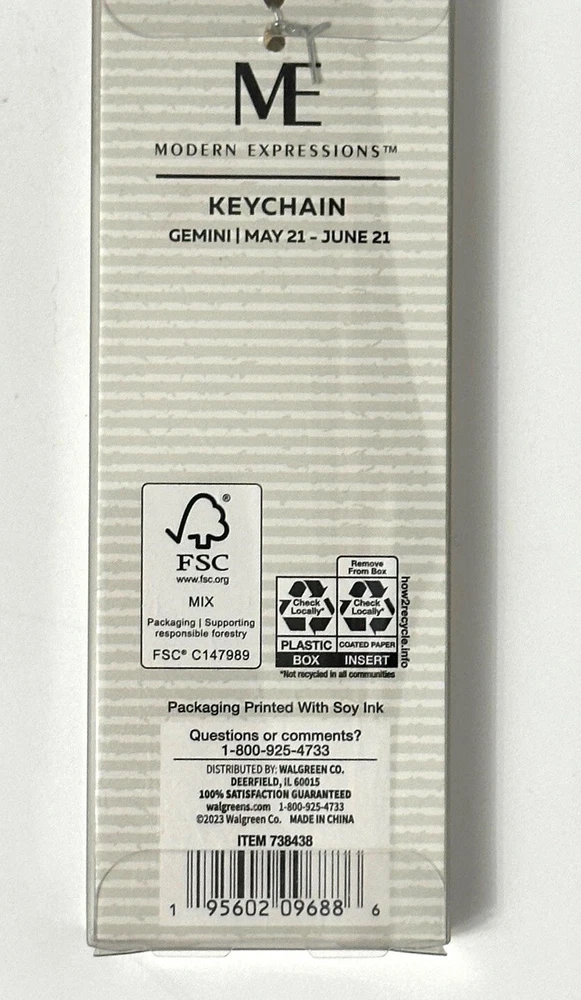 ME
MODERN EXPRESSIONS™
KEYCHAIN
GEMINI | MAY 21 - JUNE 21
FSC®
www.fsc.org
MIX
Packaging | Supporting
responsible forestry
FSC® C147989
Remove
From Box
Check
Locally*
Check
Locally*
PLASTIC
COATED PAPER
BOX
INSERT
how2recycle.info
*Not recycled in all communities
Packaging Printed With Soy Ink
Questions or comments?
1-800-925-4733
DISTRIBUTED BY: WALGREEN CO.
DEERFIELD, IL 60015
100% SATISFACTION GUARANTEED
walgreens.com 1-800-925-4733
©2023 Walgreen Co. MADE IN CHINA
ITEM 738438
1 95602 09688 6